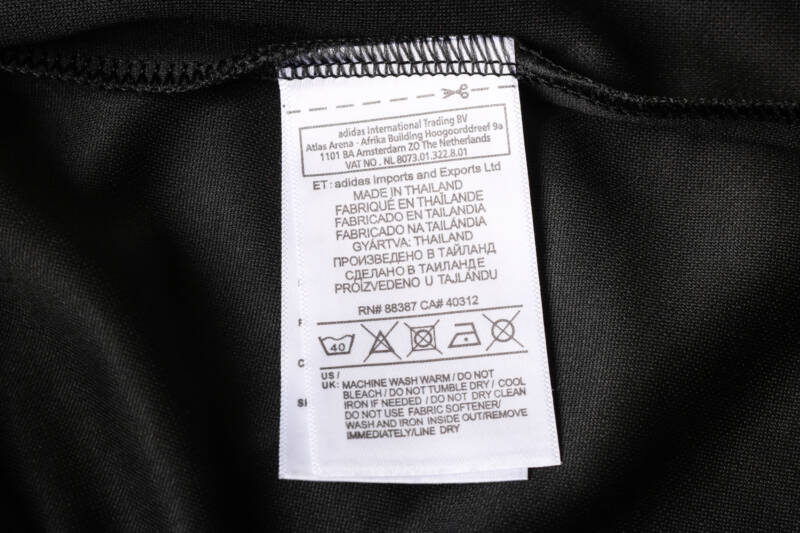 adidas International Trading BV
Atlas Arena - Afrika Building Hoogoorddreef 9a
1101 BA Amsterdam ZO The Netherlands
VAT NO . NL 8073.01.322.8.01
ET: adidas Imports and Exports Ltd
MADE IN THAILAND
FABRIQUÉ EN THAÏLANDE
FABRICADO EN TAILANDIA
FABRICADO NA TAILÂNDIA
GYÁRTVA: THAILAND
ПРОИЗВЕДЕНО В ТАЙЛАНД
СДЕЛАНО В ТАИЛАНДЕ
PROIZVEDENO U TAJLANDU
RN# 88387 CA# 40312
40
US /
UK: MACHINE WASH WARM / DO NOT
BLEACH / DO NOT TUMBLE DRY / COOL
IRON IF NEEDED / DO NOT DRY CLEAN
DO NOT USE FABRIC SOFTENER/
WASH AND IRON INSIDE OUT/REMOVE
IMMEDIATELY/LINE DRY